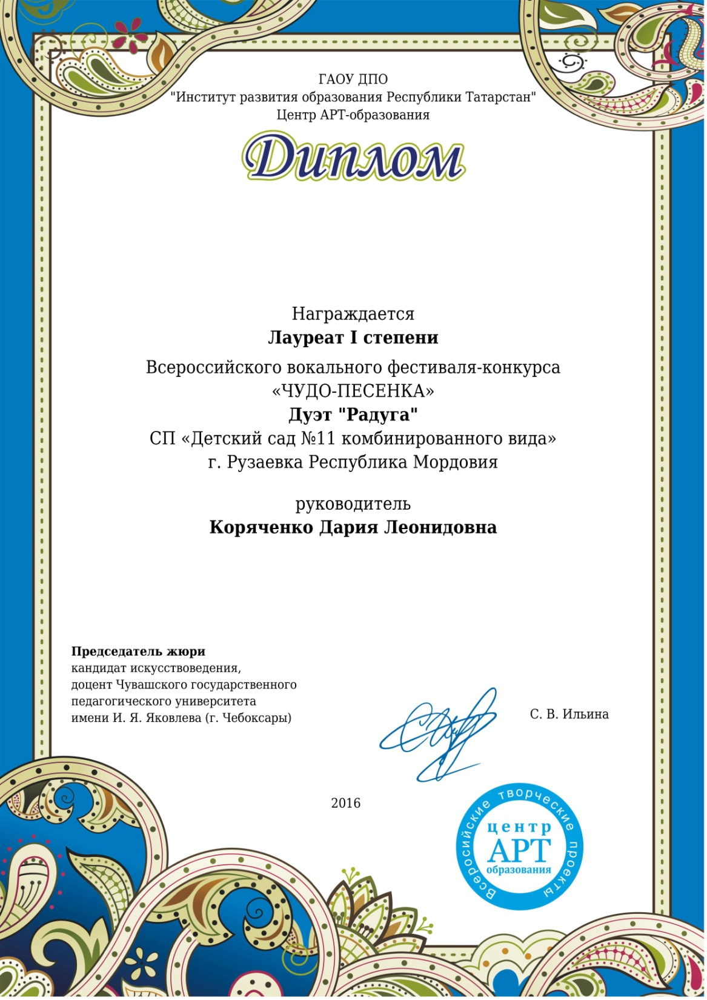 ГАОУ ДПО
"Институт развития образования Республики Татарстан"
Центр АРТ-образования
Диплом
Награждается
Лауреат I степени
Всероссийского вокального фестиваля-конкурса
«ЧУДО-ПЕСЕНКА»
Дуэт "Радуга"
СП «Детский сад №11 комбинированного вида»
г. Рузаевка Республика Мордовия
руководитель
Коряченко Дария Леонидовна
Председатель жюри
кандидат искусствоведения,
доцент Чувашского государственного
педагогического университета
имени И. Я. Яковлева (г. Чебоксары)
С. В. Ильина
2016
Всеросийские творческие проекты
центр
АРТ
образования